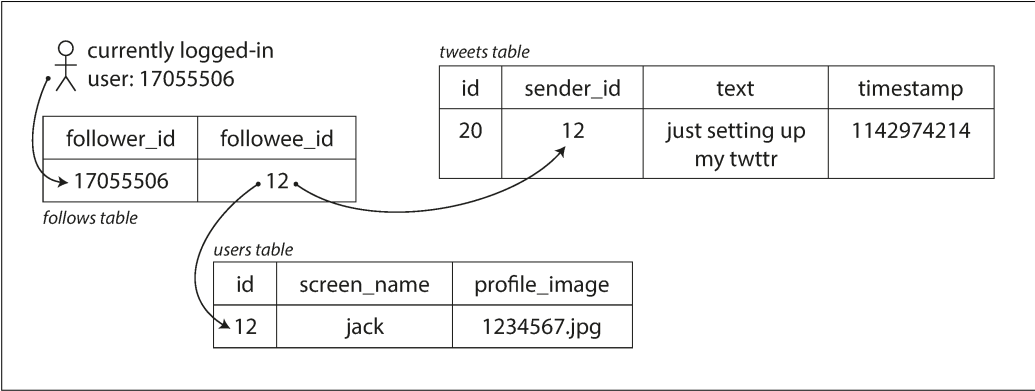 currently logged-in
user: 17055506
follower_id followee_id
17055506 12
follows table
tweets table
id sender_id text timestamp
20 12 just setting up 1142974214
my twttr
users table
id screen_name profile_image
12 jack 1234567.jpg